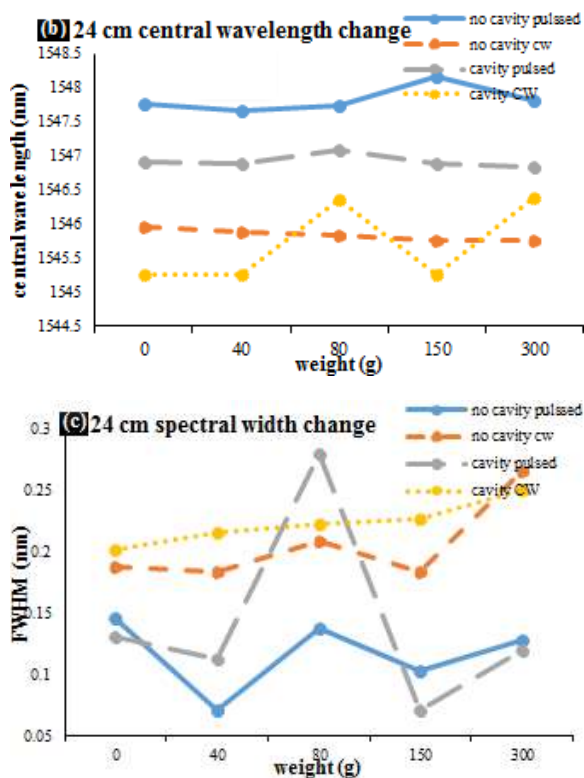 (b) 24 cm central wavelength change
no cavity pulssed
no cavity cw
cavity pulsed
cavity CW
central wavelength (nm)
1548.5
1548
1547.5
1547
1546.5
1546
1545.5
1545
1544.5
0 40 80 150 300
weight (g)
(c) 24 cm spectral width change
no cavity pulssed
no cavity cw
cavity pulsed
cavity CW
FWHM (nm)
0.3
0.25
0.2
0.15
0.1
0.05
0 40 80 150 300
weight (g)